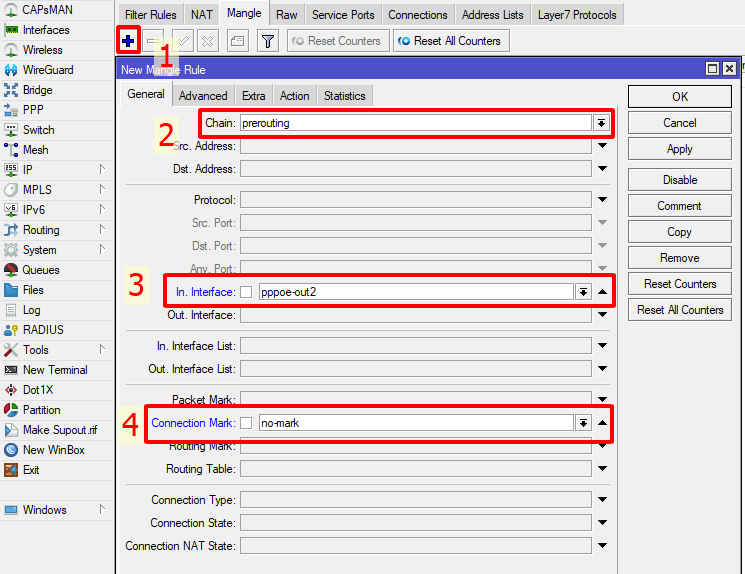 CAPsMAN
Interfaces
Wireless
WireGuard
Bridge
PPP
Switch
Mesh
IP
MPLS
IPv6
Routing
System
Queues
Files
Log
RADIUS
Tools
New Terminal
Dot1X
Partition
Make Supout.rif
New WinBox
Exit
Windows
Filter Rules NAT Mangle Raw Service Ports Connections Address Lists Layer7 Protocols
Reset Counters Reset All Counters
1
New Mangle Rule
General Advanced Extra Action Statistics
2
Chain: prerouting
Src. Address:
Dst. Address:
Protocol:
Src. Port:
Dst. Port:
Any. Port:
3
In. Interface: pppoe-out2
Out. Interface:
In. Interface List:
Out. Interface List:
Packet Mark:
4
Connection Mark: no-mark
Routing Mark:
Routing Table:
Connection Type:
Connection State:
Connection NAT State:
OK
Cancel
Apply
Disable
Comment
Copy
Remove
Reset Counters
Reset All Counters